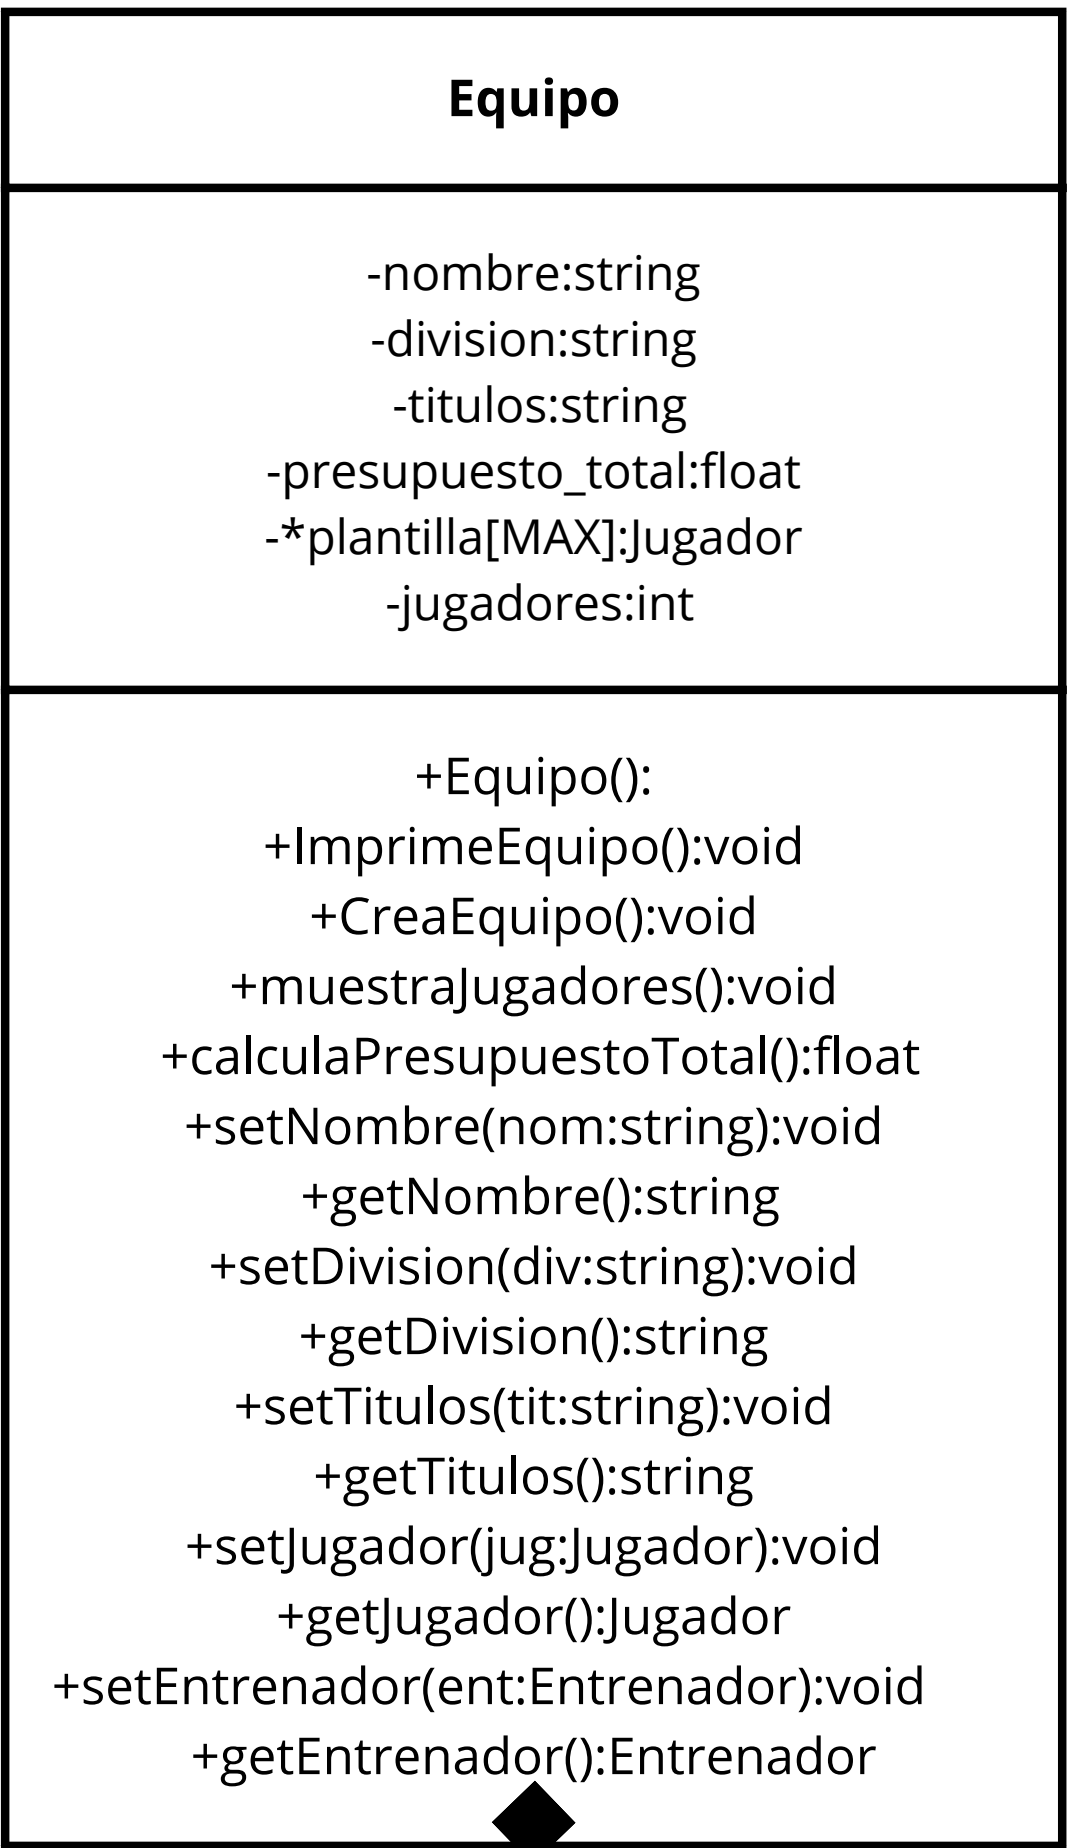 Equipo
-nombre:string
-division:string
-titulos:string
-presupuesto_total:float
-*plantilla[MAX]:Jugador
-jugadores:int
+Equipo():
+ImprimeEquipo():void
+CreaEquipo():void
+muestraJugadores():void
+calculaPresupuestoTotal():float
+setNombre(nom:string):void
+getNombre():string
+setDivision(div:string):void
+getDivision():string
+setTitulos(tit:string):void
+getTitulos():string
+setJugador(jug:Jugador):void
+getJugador():Jugador
+setEntrenador(ent:Entrenador):void
+getEntrenador():Entrenador